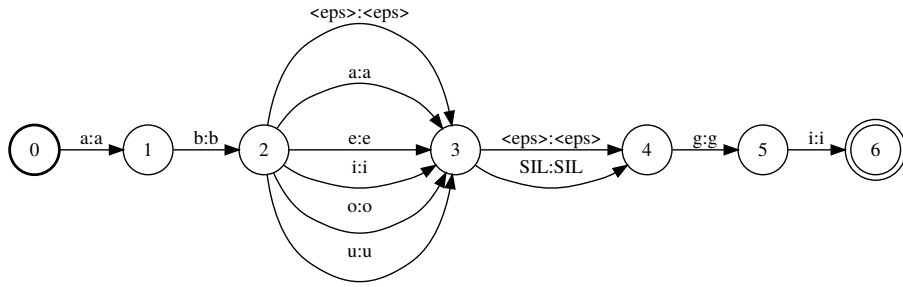 <eps>:<eps>
a:a
0 a:a 1 b:b 2 e:e 3 <eps>:<eps> 4 g:g 5 i:i 6
i:i SIL:SIL
o:o
u:u